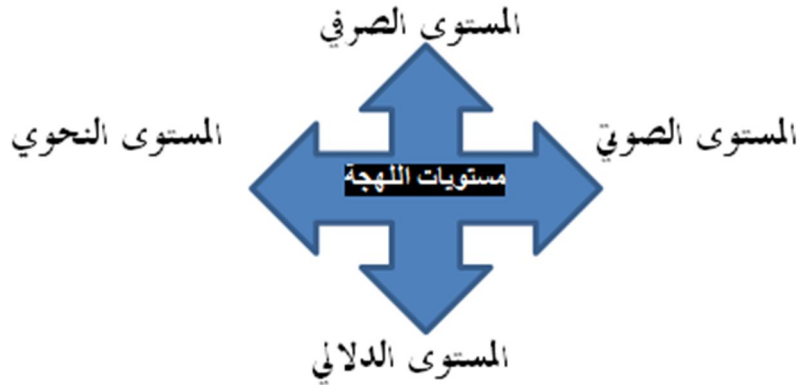 المستوى الصرفي
المستوى الصوتي
المستوى النحوي
مستويات اللهجة
المستوى الدلالي